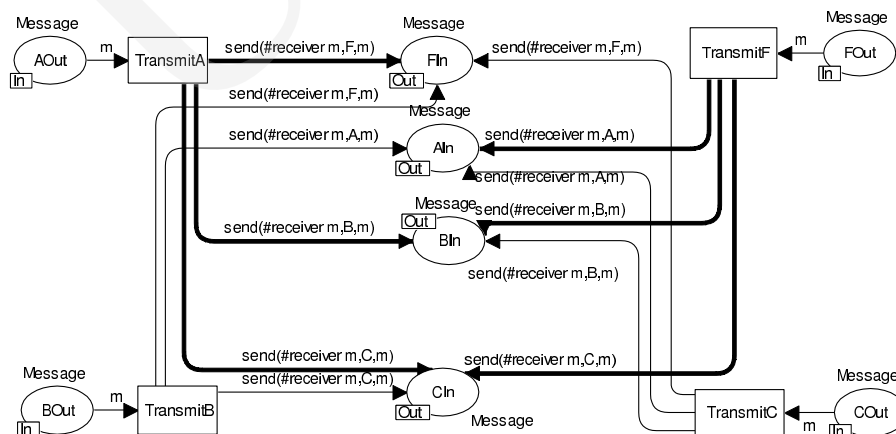 Message
Message
Message
m
send(#receiver m,F,m)
send(#receiver m,F,m)
m
AOut
TransmitA
FIn
TransmitF
FOut
In
Out
In
send(#receiver m,F,m)
Message
send(#receiver m,A,m)
send(#receiver m,A,m)
AIn
Out
send(#receiver m,A,m)
Message
send(#receiver m,B,m)
Out
send(#receiver m,B,m)
BIn
send(#receiver m,B,m)
send(#receiver m,C,m)
send(#receiver m,C,m)
Message
send(#receiver m,C,m)
Message
m
CIn
BOut
TransmitB
Out
Message
TransmitC
COut
In
m
In